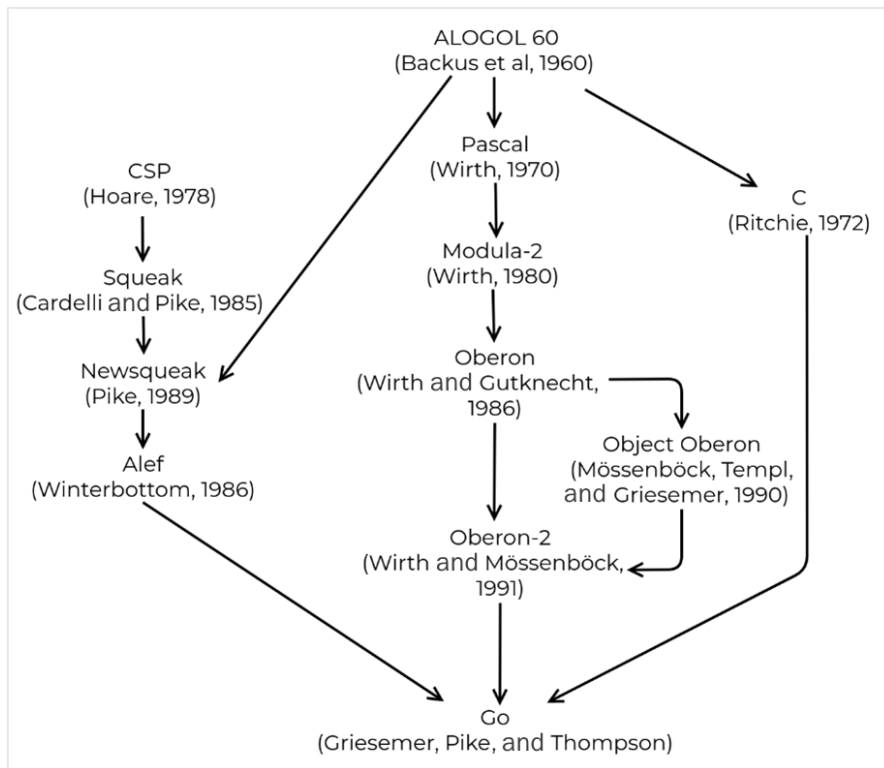 ALOGOL 60
(Backus et al, 1960)
Pascal
(Wirth, 1970)
CSP
(Hoare, 1978)
C
(Ritchie, 1972)
Modula-2
(Wirth, 1980)
Squeak
(Cardelli and Pike, 1985)
Oberon
(Wirth and Gutknecht,
1986)
Newsqueak
(Pike, 1989)
Object Oberon
(Mössenböck, Templ,
and Griesemer, 1990)
Alef
(Winterbottom, 1986)
Oberon-2
(Wirth and Mössenböck,
1991)
Go
(Griesemer, Pike, and Thompson)